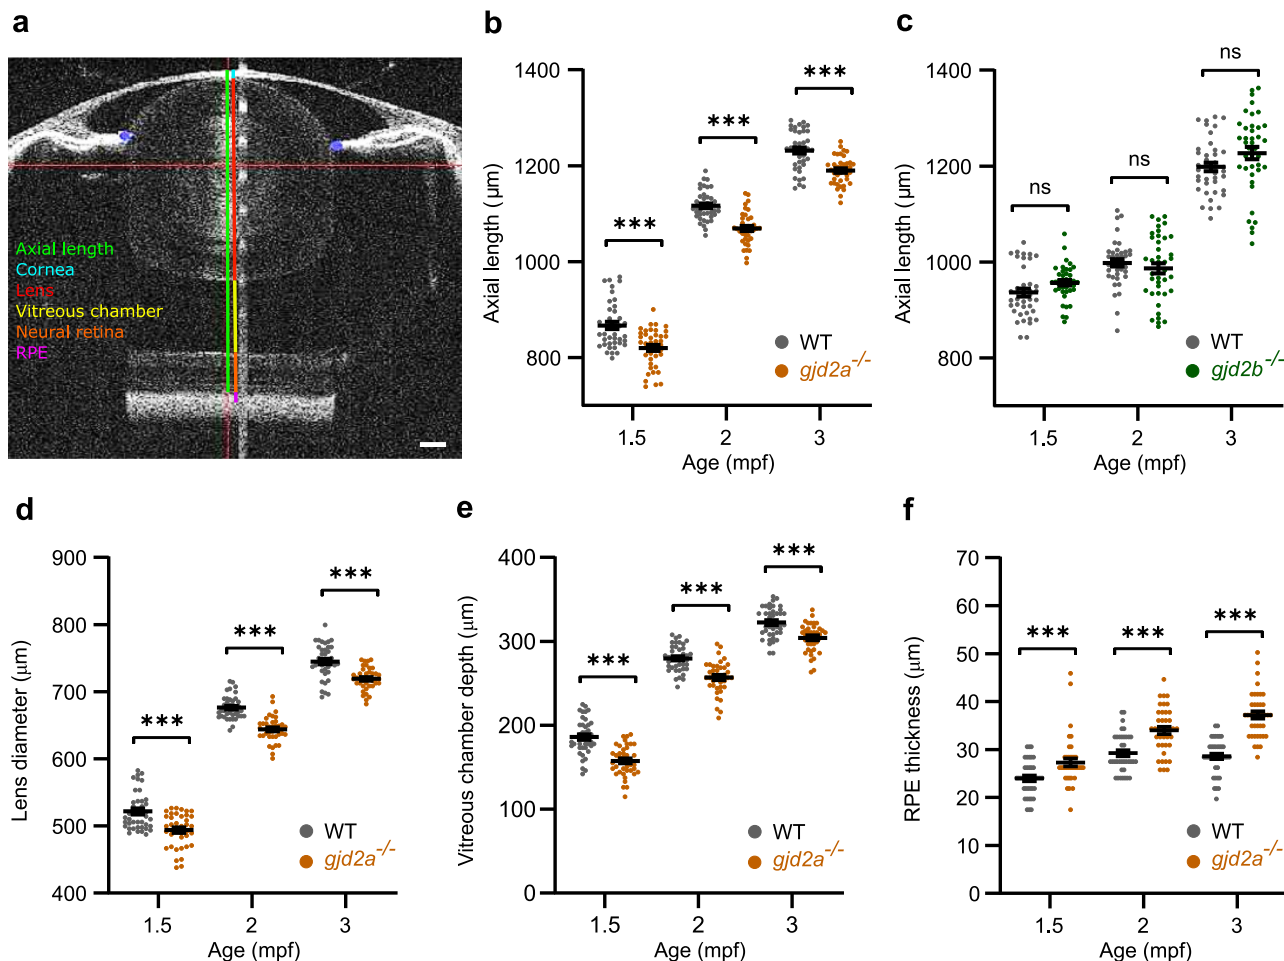 a
Axial length
Cornea
Lens
Vitreous chamber
Neural retina
RPE
b
Axial length (µm)
1400
1200
1000
800
***
***
***
WT
gjd2a-/-
1.5
2
3
Age (mpf)
c
Axial length (µm)
1400
1200
1000
800
ns
ns
ns
WT
gjd2b-/-
1.5
2
3
Age (mpf)
d
Lens diameter (µm)
900
800
700
600
500
400
***
***
***
WT
gjd2a-/-
1.5
2
3
Age (mpf)
e
Vitreous chamber depth (µm)
400
300
200
100
0
***
***
***
WT
gjd2a-/-
1.5
2
3
Age (mpf)
f
RPE thickness (µm)
70
60
50
40
30
20
10
0
***
***
***
WT
gjd2a-/-
1.5
2
3
Age (mpf)